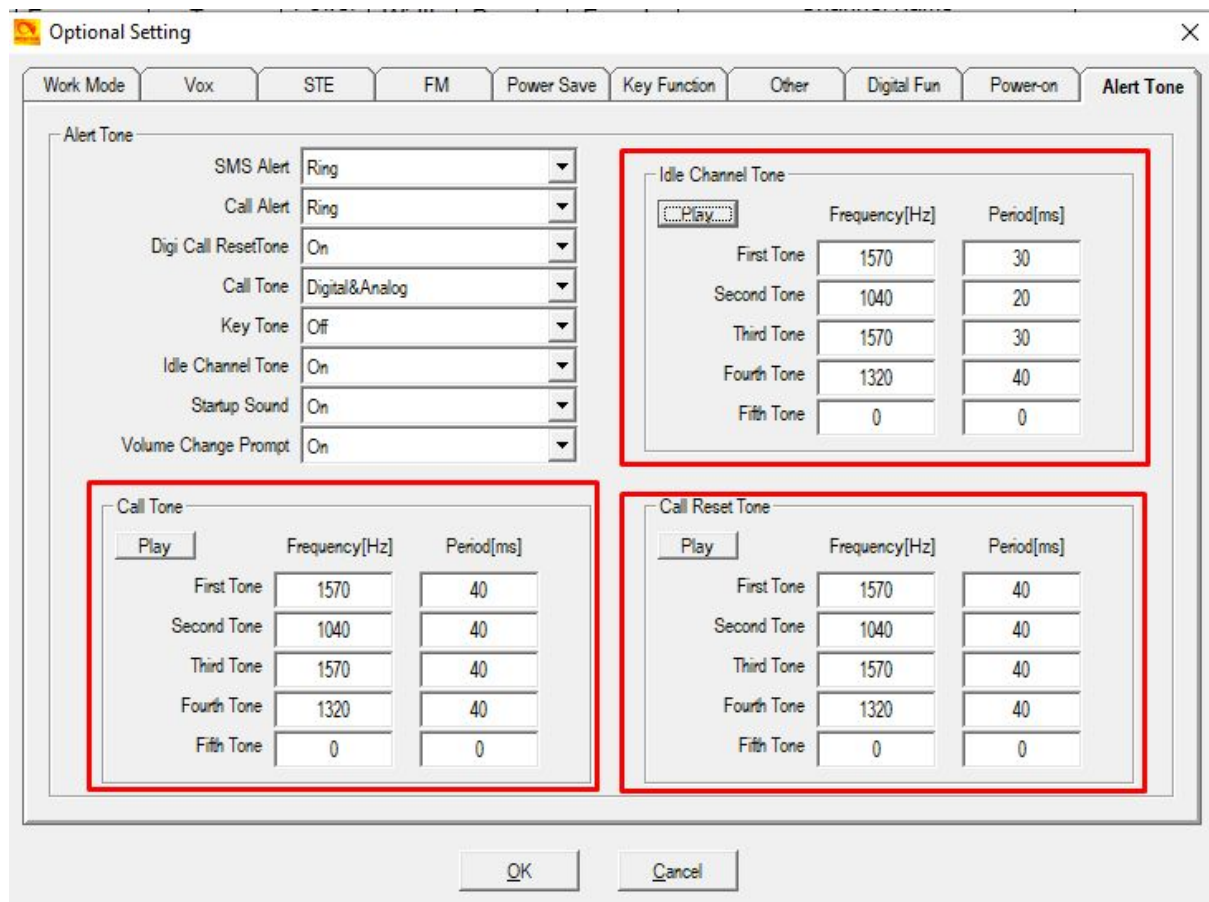 Optional Setting
Work Mode Vox STE FM Power Save Key Function Other Digital Fun Power-on Alert Tone
Alert Tone
SMS Alert Ring
Call Alert Ring
Digi Call ResetTone On
Call Tone Digital&Analog
Key Tone Off
Idle Channel Tone On
Startup Sound On
Volume Change Prompt On
Idle Channel Tone
Play Frequency[Hz] Period[ms]
First Tone 1570 30
Second Tone 1040 20
Third Tone 1570 30
Fourth Tone 1320 40
Fifth Tone 0 0
Call Tone
Play Frequency[Hz] Period[ms]
First Tone 1570 40
Second Tone 1040 40
Third Tone 1570 40
Fourth Tone 1320 40
Fifth Tone 0 0
Call Reset Tone
Play Frequency[Hz] Period[ms]
First Tone 1570 40
Second Tone 1040 40
Third Tone 1570 40
Fourth Tone 1320 40
Fifth Tone 0 0
OK Cancel